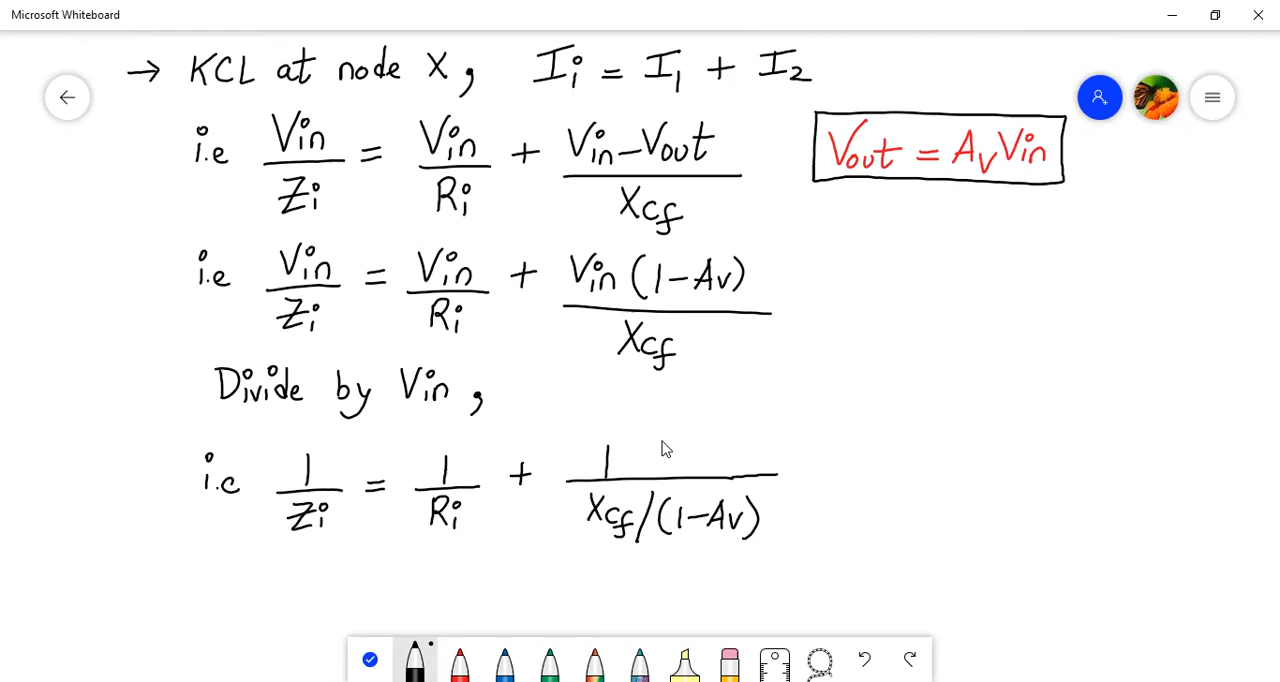 Microsoft Whiteboard
→ KCL at node X, Ii = I1 + I2
i.e Vin/Zi = Vin/Ri + Vin-Vout/Xcf
Vout = AvVin
i.e Vin/Zi = Vin/Ri + Vin(1-Av)/Xcf
Divide by Vin,
i.e 1/Zi = 1/Ri + 1/Xcf/(1-Av)